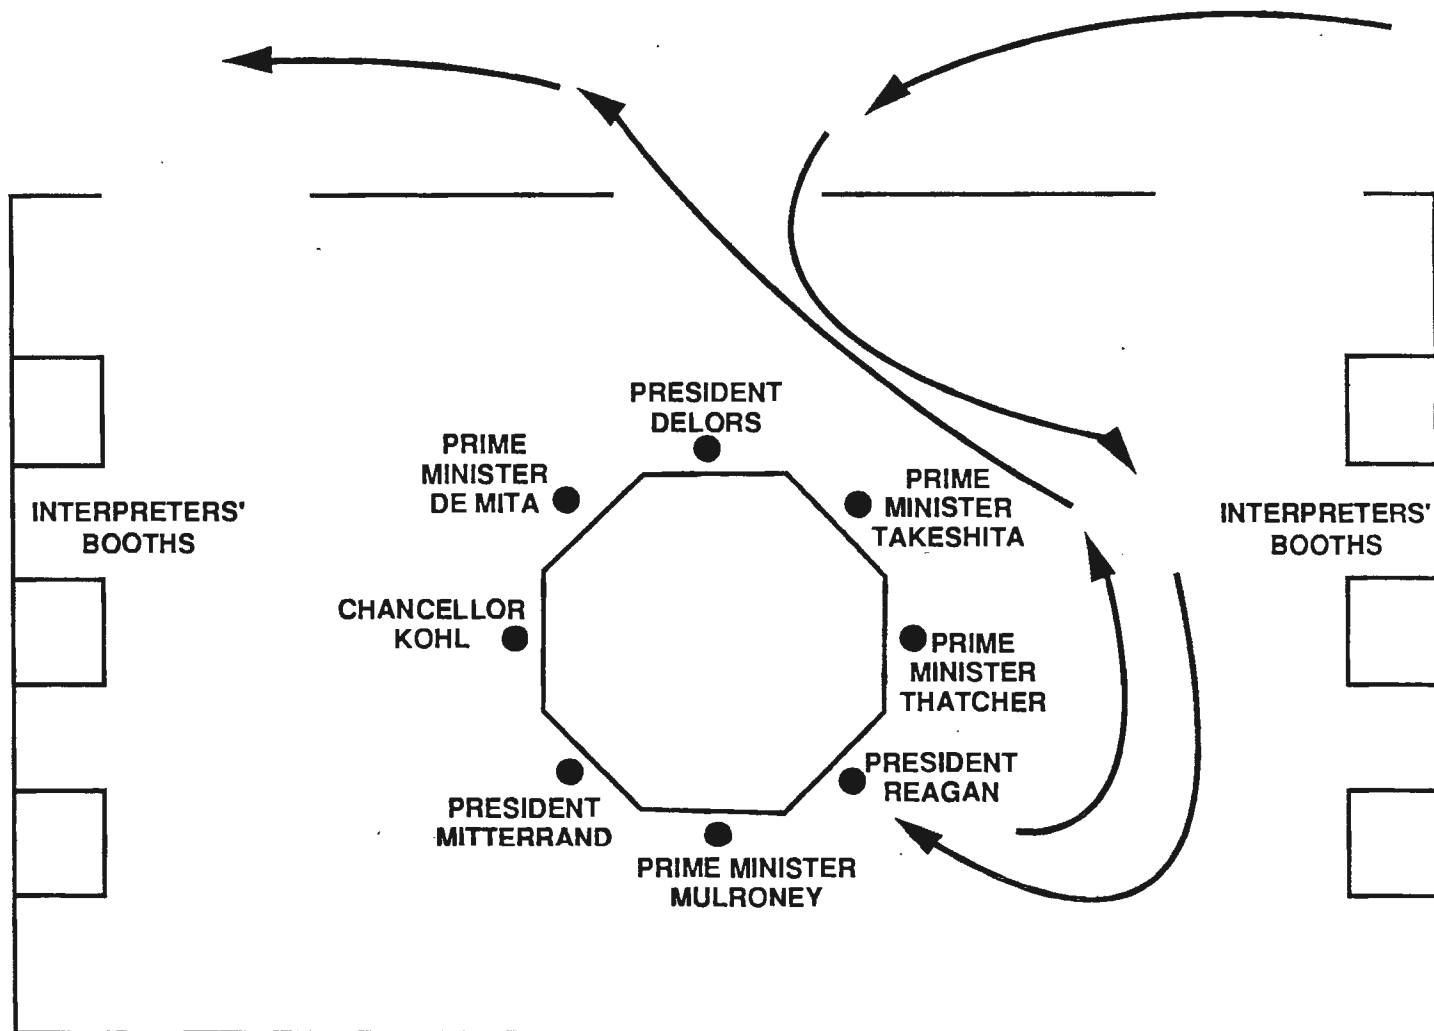 PRESIDENT
DELORS
PRIME
MINISTER
DE MITA
PRIME
MINISTER
TAKESHITA
INTERPRETERS'
BOOTHS
INTERPRETERS'
BOOTHS
CHANCELLOR
KOHL
PRIME
MINISTER
THATCHER
PRESIDENT
REAGAN
PRESIDENT
MITTERRAND
PRIME MINISTER
MULRONEY